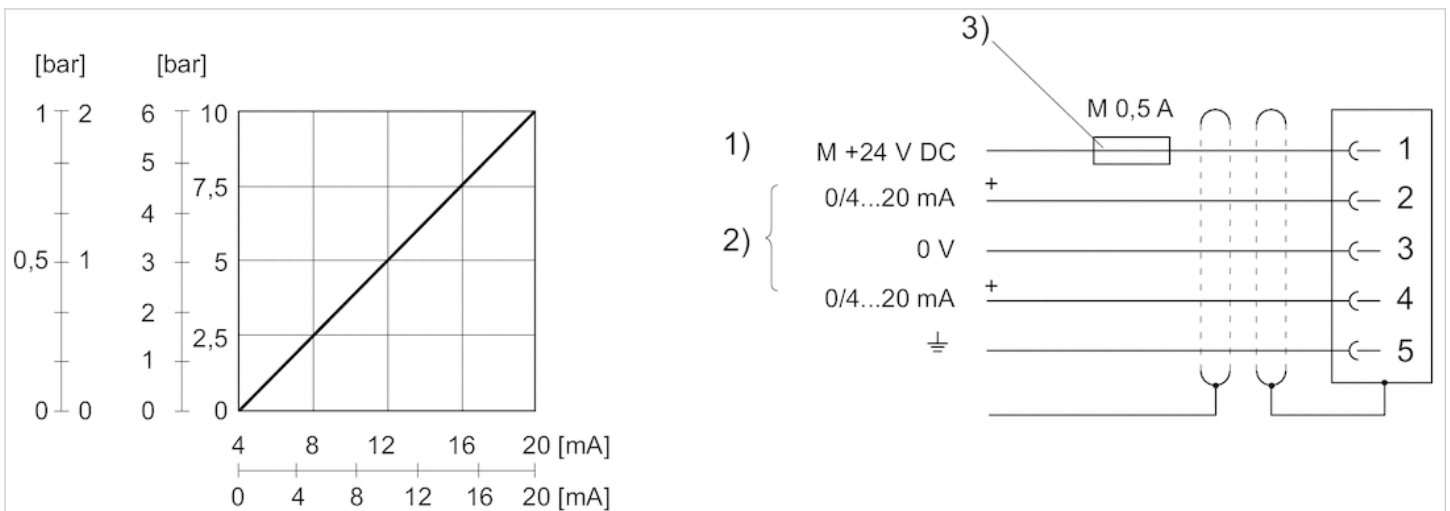 [bar] [bar]
1 2 6 10
5
7,5
4
0,5 1 3 5
2
2,5
1
0 0 0 0
4 8 12 16 20 [mA]
0 4 8 12 16 20 [mA]
3)
M 0,5 A
1) M +24 V DC 1
0/4...20 mA + 2
2)
0 V 3
0/4...20 mA + 4
5